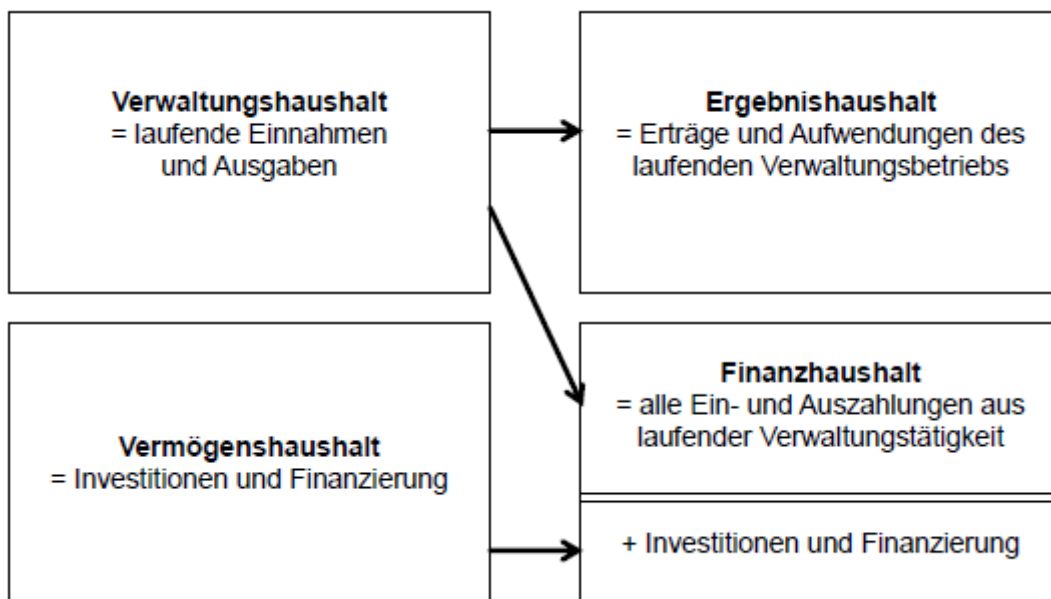 Verwaltungshaushalt
= laufende Einnahmen
und Ausgaben
Ergebnishaushalt
= Erträge und Aufwendungen des
laufenden Verwaltungsbetriebs
Vermögenshaushalt
= Investitionen und Finanzierung
Finanzhaushalt
= alle Ein- und Auszahlungen aus
laufender Verwaltungstätigkeit
+ Investitionen und Finanzierung